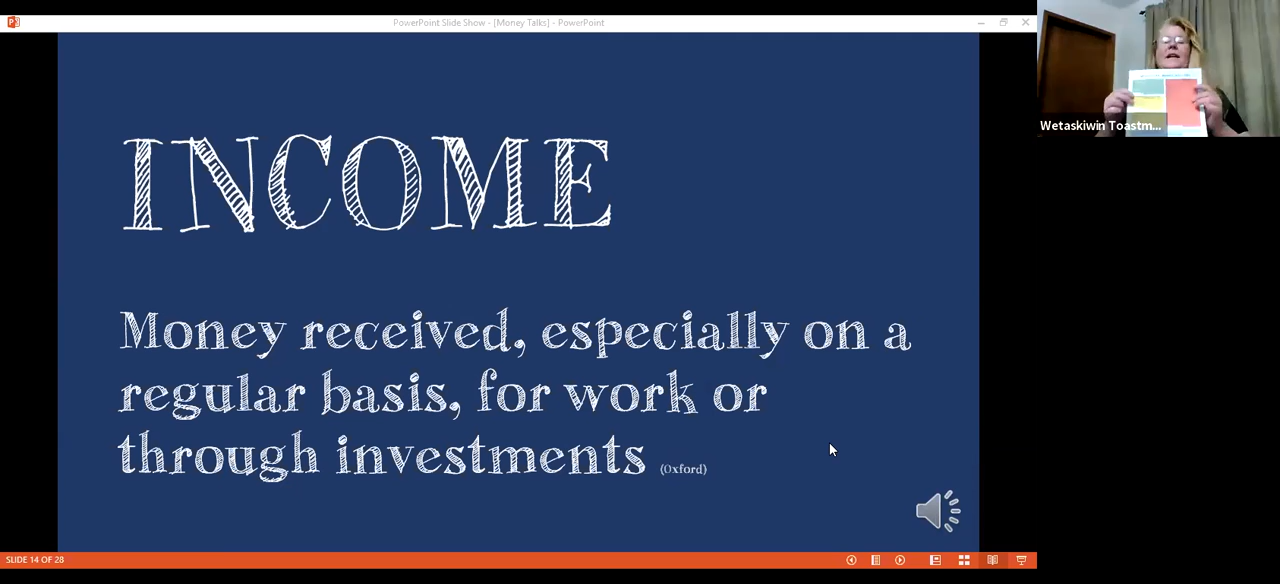 PowerPoint Slide Show - [Money Talks] - PowerPoint
Wetaskiwin Toastm...
INCOME
Money received, especially on a
regular basis, for work or
through investments (Oxford)
SLIDE 14 OF 28